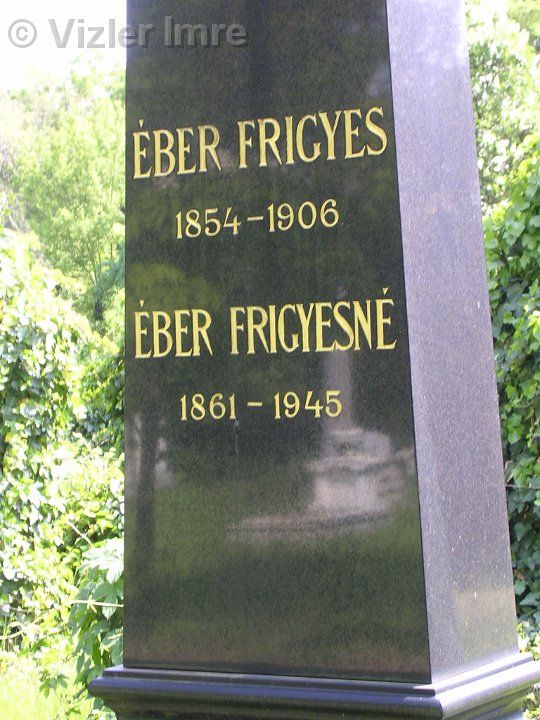 © Vizler Imre
ÉBER FRIGYES
1854-1906
ÉBER FRIGYESNÉ
1861-1945